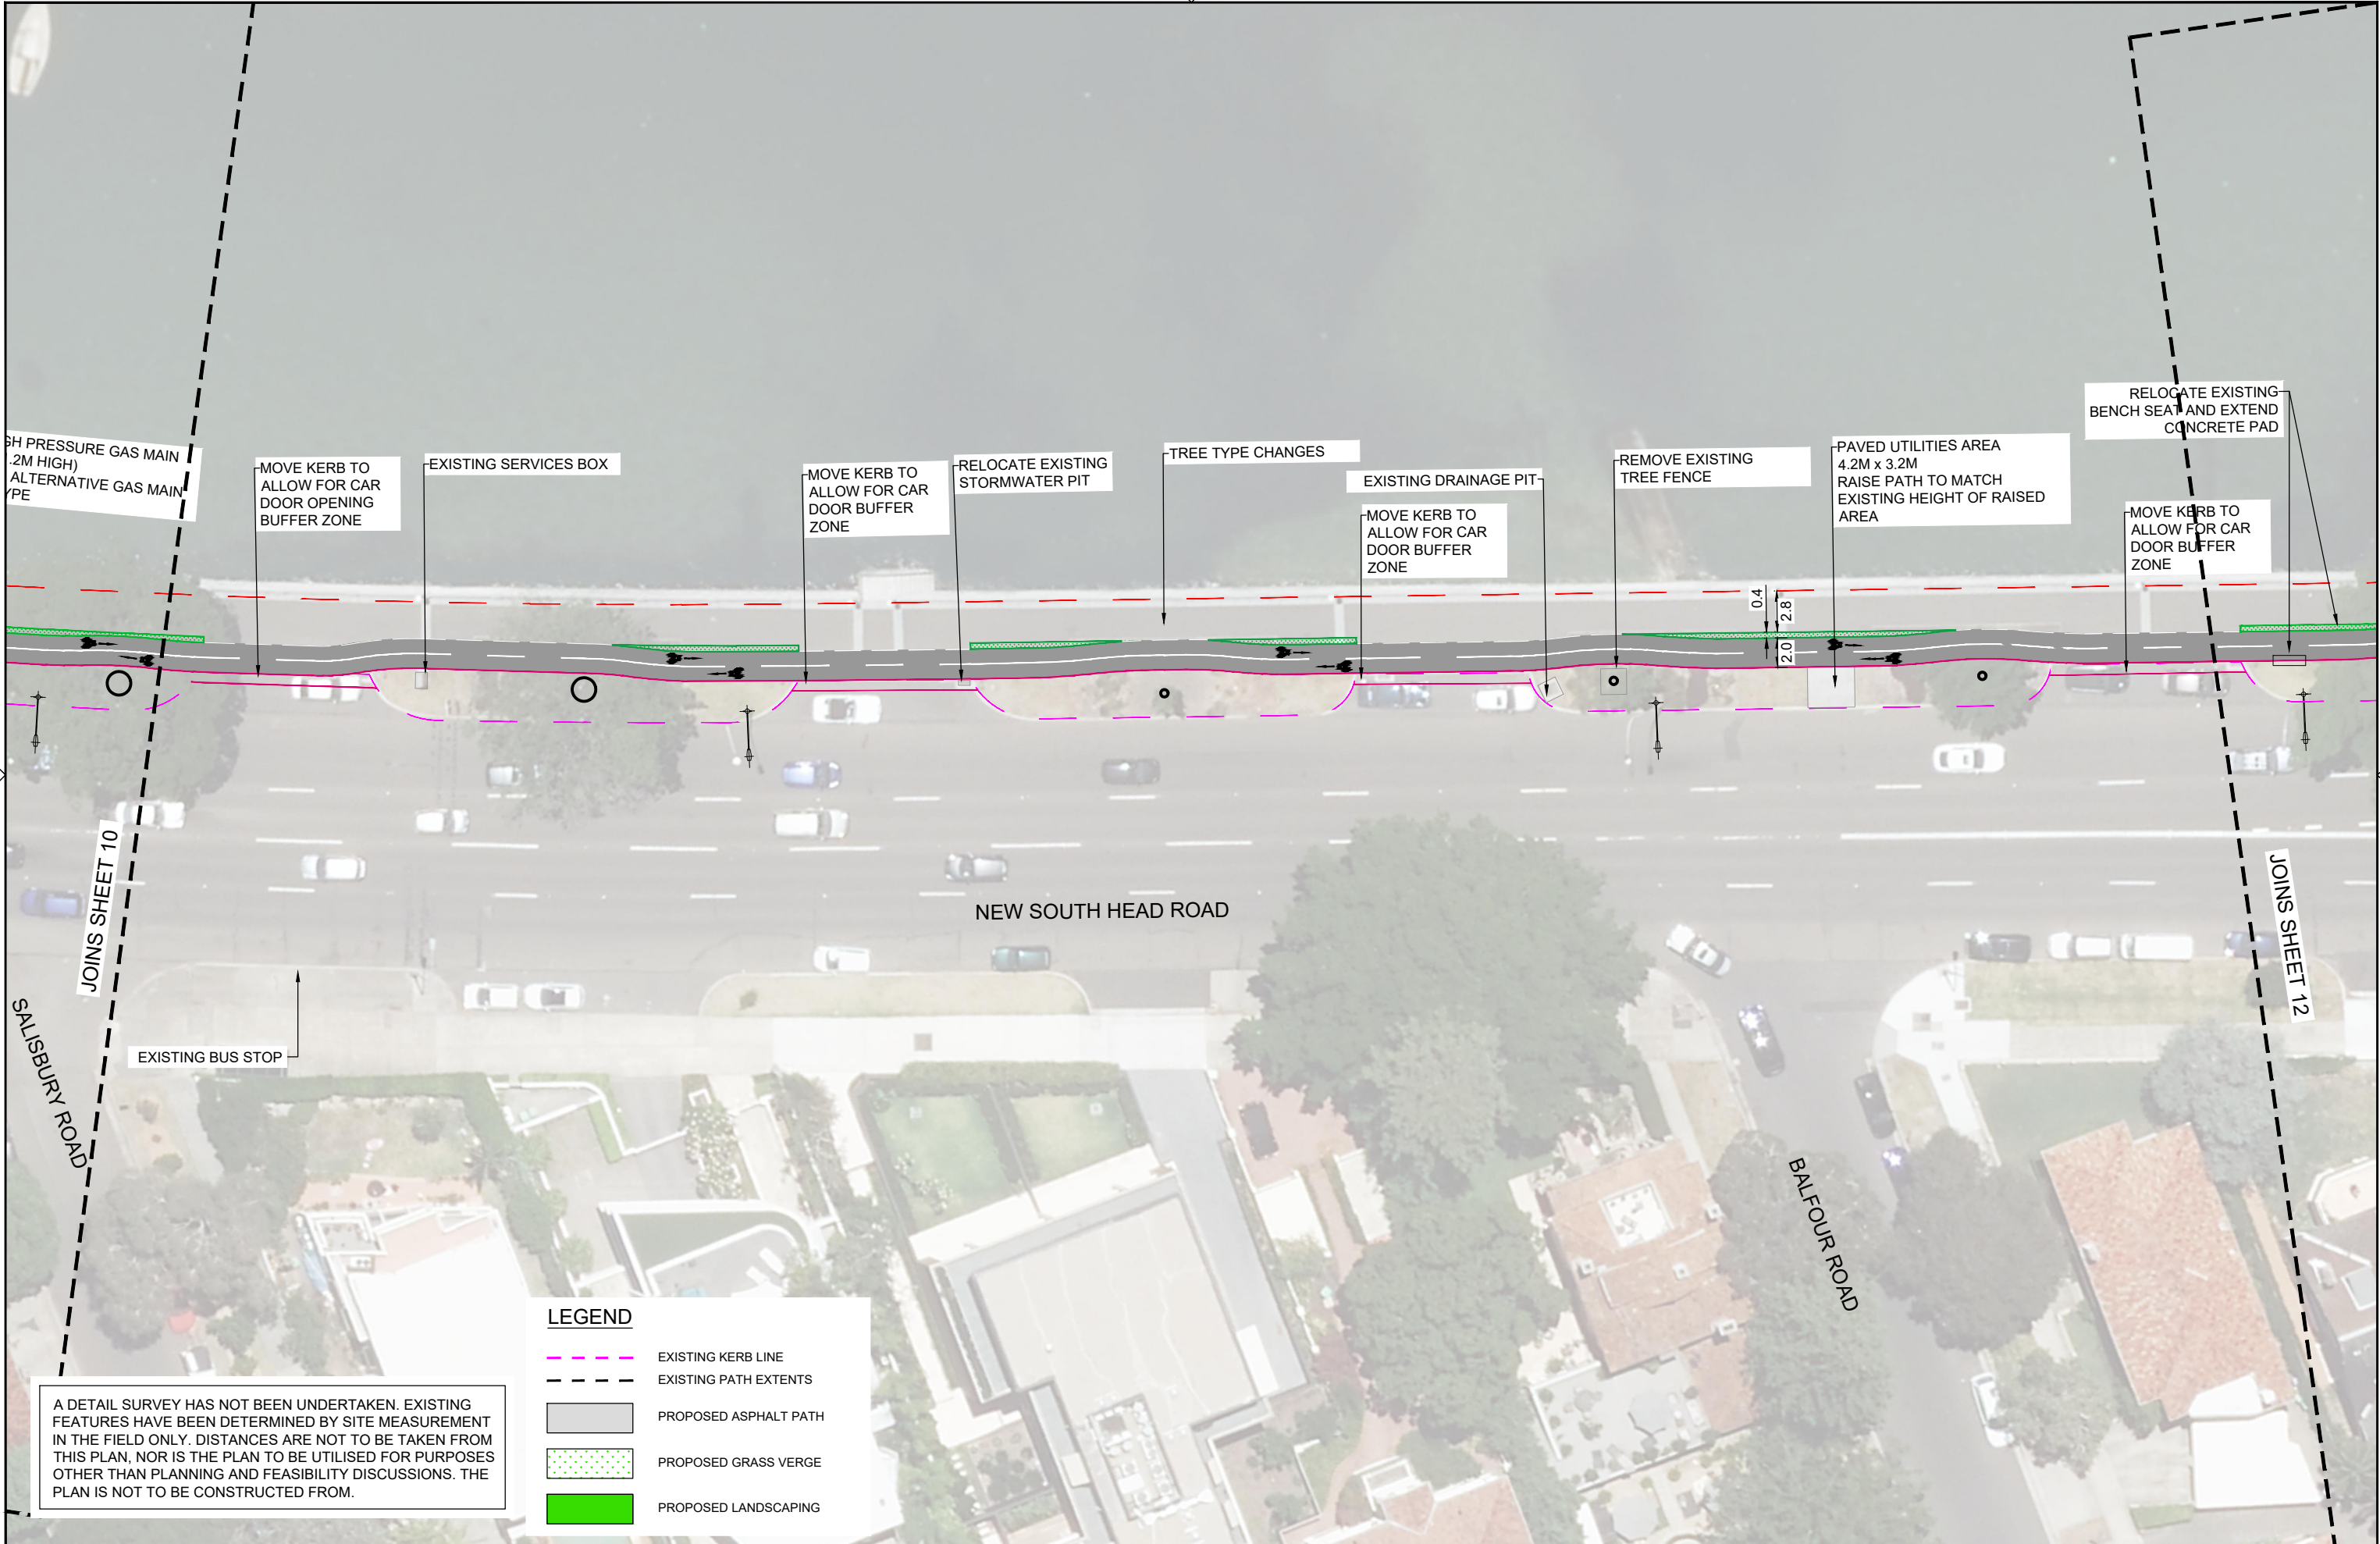 GH PRESSURE GAS MAIN
.2M HIGH)
ALTERNATIVE GAS MAIN
YPE
MOVE KERB TO
ALLOW FOR CAR
DOOR OPENING
BUFFER ZONE
EXISTING SERVICES BOX
MOVE KERB TO
ALLOW FOR CAR
DOOR BUFFER
ZONE
RELOCATE EXISTING
STORMWATER PIT
TREE TYPE CHANGES
EXISTING DRAINAGE PIT
MOVE KERB TO
ALLOW FOR CAR
DOOR BUFFER
ZONE
REMOVE EXISTING
TREE FENCE
PAVED UTILITIES AREA
4.2M x 3.2M
RAISE PATH TO MATCH
EXISTING HEIGHT OF RAISED
AREA
RELOCATE EXISTING
BENCH SEAT AND EXTEND
CONCRETE PAD
MOVE KERB TO
ALLOW FOR CAR
DOOR BUFFER
ZONE
0.4
2.8
2.0
JOINS SHEET 10
NEW SOUTH HEAD ROAD
JOINS SHEET 12
SALISBURY ROAD
EXISTING BUS STOP
BALFOUR ROAD
LEGEND
EXISTING KERB LINE
EXISTING PATH EXTENTS
PROPOSED ASPHALT PATH
PROPOSED GRASS VERGE
PROPOSED LANDSCAPING
A DETAIL SURVEY HAS NOT BEEN UNDERTAKEN. EXISTING
FEATURES HAVE BEEN DETERMINED BY SITE MEASUREMENT
IN THE FIELD ONLY. DISTANCES ARE NOT TO BE TAKEN FROM
THIS PLAN, NOR IS THE PLAN TO BE UTILISED FOR PURPOSES
OTHER THAN PLANNING AND FEASIBILITY DISCUSSIONS. THE
PLAN IS NOT TO BE CONSTRUCTED FROM.